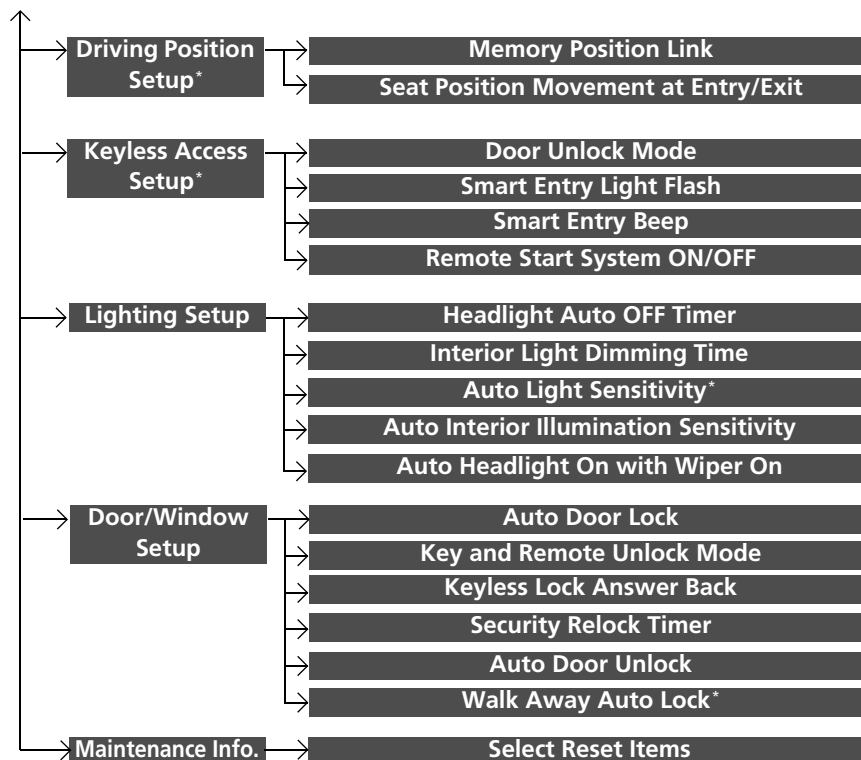 Driving Position
Setup*
Memory Position Link
Seat Position Movement at Entry/Exit
Keyless Access
Setup*
Door Unlock Mode
Smart Entry Light Flash
Smart Entry Beep
Remote Start System ON/OFF
Lighting Setup
Headlight Auto OFF Timer
Interior Light Dimming Time
Auto Light Sensitivity*
Auto Interior Illumination Sensitivity
Auto Headlight On with Wiper On
Door/Window
Setup
Auto Door Lock
Key and Remote Unlock Mode
Keyless Lock Answer Back
Security Relock Timer
Auto Door Unlock
Walk Away Auto Lock*
Maintenance Info.
Select Reset Items